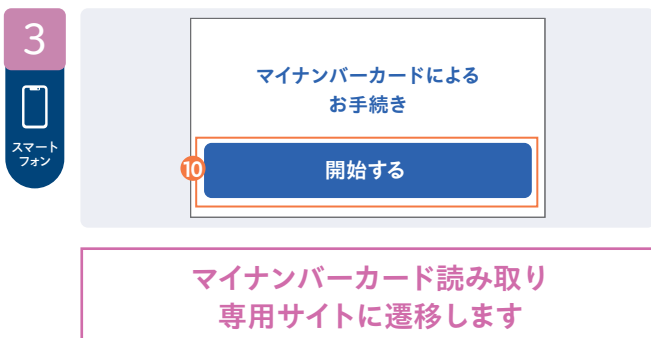 3
スマート
フォン
マイナンバーカードによる
お手続き
10
開始する
マイナンバーカード読み取り
専用サイトに遷移します